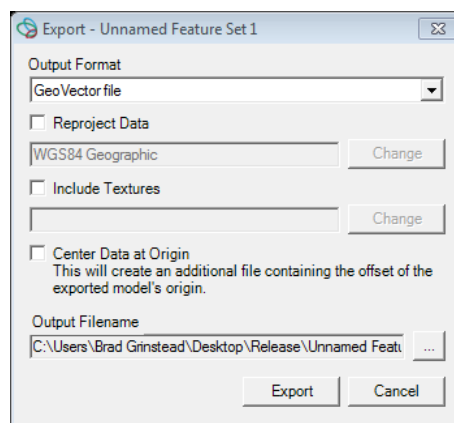 Export - Unnamed Feature Set 1
Output Format
GeoVector file
Reproject Data
WGS84 Geographic
Change
Include Textures
Change
Center Data at Origin
This will create an additional file containing the offset of the
exported model's origin.
Output Filename
C:\Users\Brad Grinstead\Desktop\Release\Unnamed Featu
...
Export
Cancel